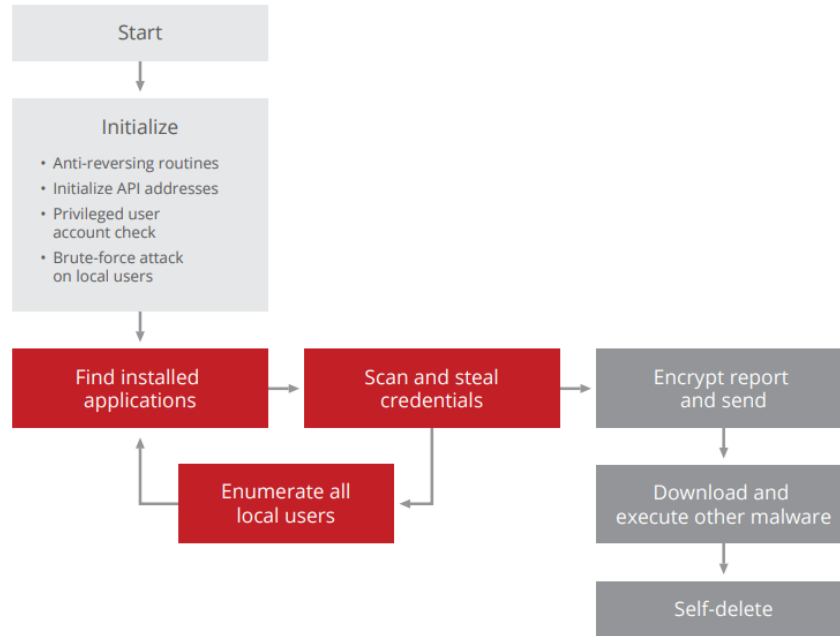 Start
Initialize
• Anti-reversing routines
• Initialize API addresses
• Privileged user
account check
• Brute-force attack
on local users
Find installed
applications
Scan and steal
credentials
Encrypt report
and send
Enumerate all
local users
Download and
execute other malware
Self-delete